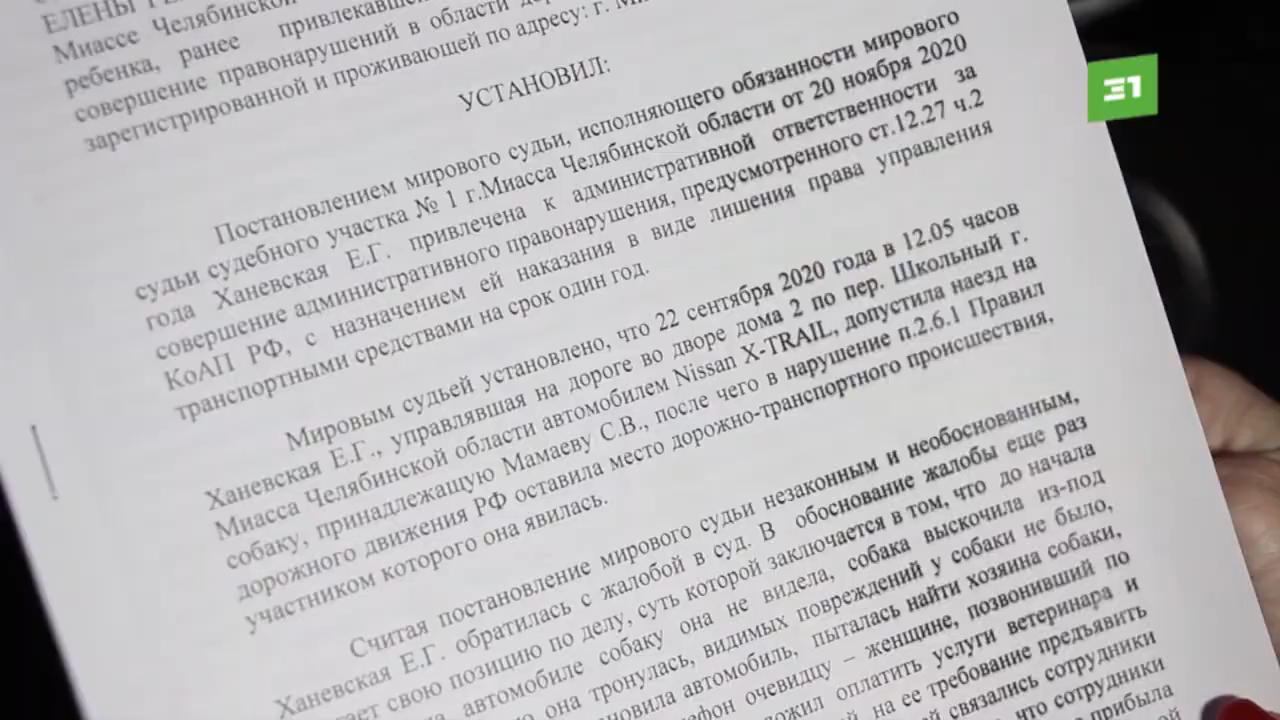 ЕЛЕНЫ
Миассе Челябинской
ребенка, ранее привлекавшейся
совершение правонарушений в области
зарегистрированной и проживающей по адресу: г.
УСТАНОВИЛ:
Постановлением мирового судьи, исполняющего обязанности мирового
судьи судебного участка № 1 г.Миасса Челябинской области от 20 ноября 2020
года Ханевская Е.Г. привлечена к административной ответственности за
совершение административного правонарушения, предусмотренного ст.12.27 ч.2
КоАП РФ, с назначением ей наказания в виде лишения права управления
транспортными средствами на срок один год.
Мировым судьей установлено, что 22 сентября 2020 года в 12.05 часов
Ханевская Е.Г., управлявшая на дороге во дворе дома 2 по пер. Школьный г.
Миасса Челябинской области автомобилем Nissan X-TRAIL, допустила наезд на
собаку, принадлежащую Мамаеву С.В., после чего в нарушение п.2.6.1 Правил
дорожного движения РФ оставила место дорожно-транспортного происшествия,
участником которого она явилась.
Считая постановление мирового судьи незаконным и необоснованным,
Ханевская Е.Г. обратилась с жалобой в суд. В обоснование жалобы еще раз
свою позицию по делу, суть которой заключается в том, что до начала
автомобиле собаку она не видела, собака выскочила из-под
она тронулась, видимых повреждений у собаки не было,
автомобиль, пыталась найти хозяина собаки,
очевидцу – женщине, позвонивший по
оплатить услуги ветеринара и
на ее требование предъявить
связались сотрудники
что сотрудники
прибыла
31